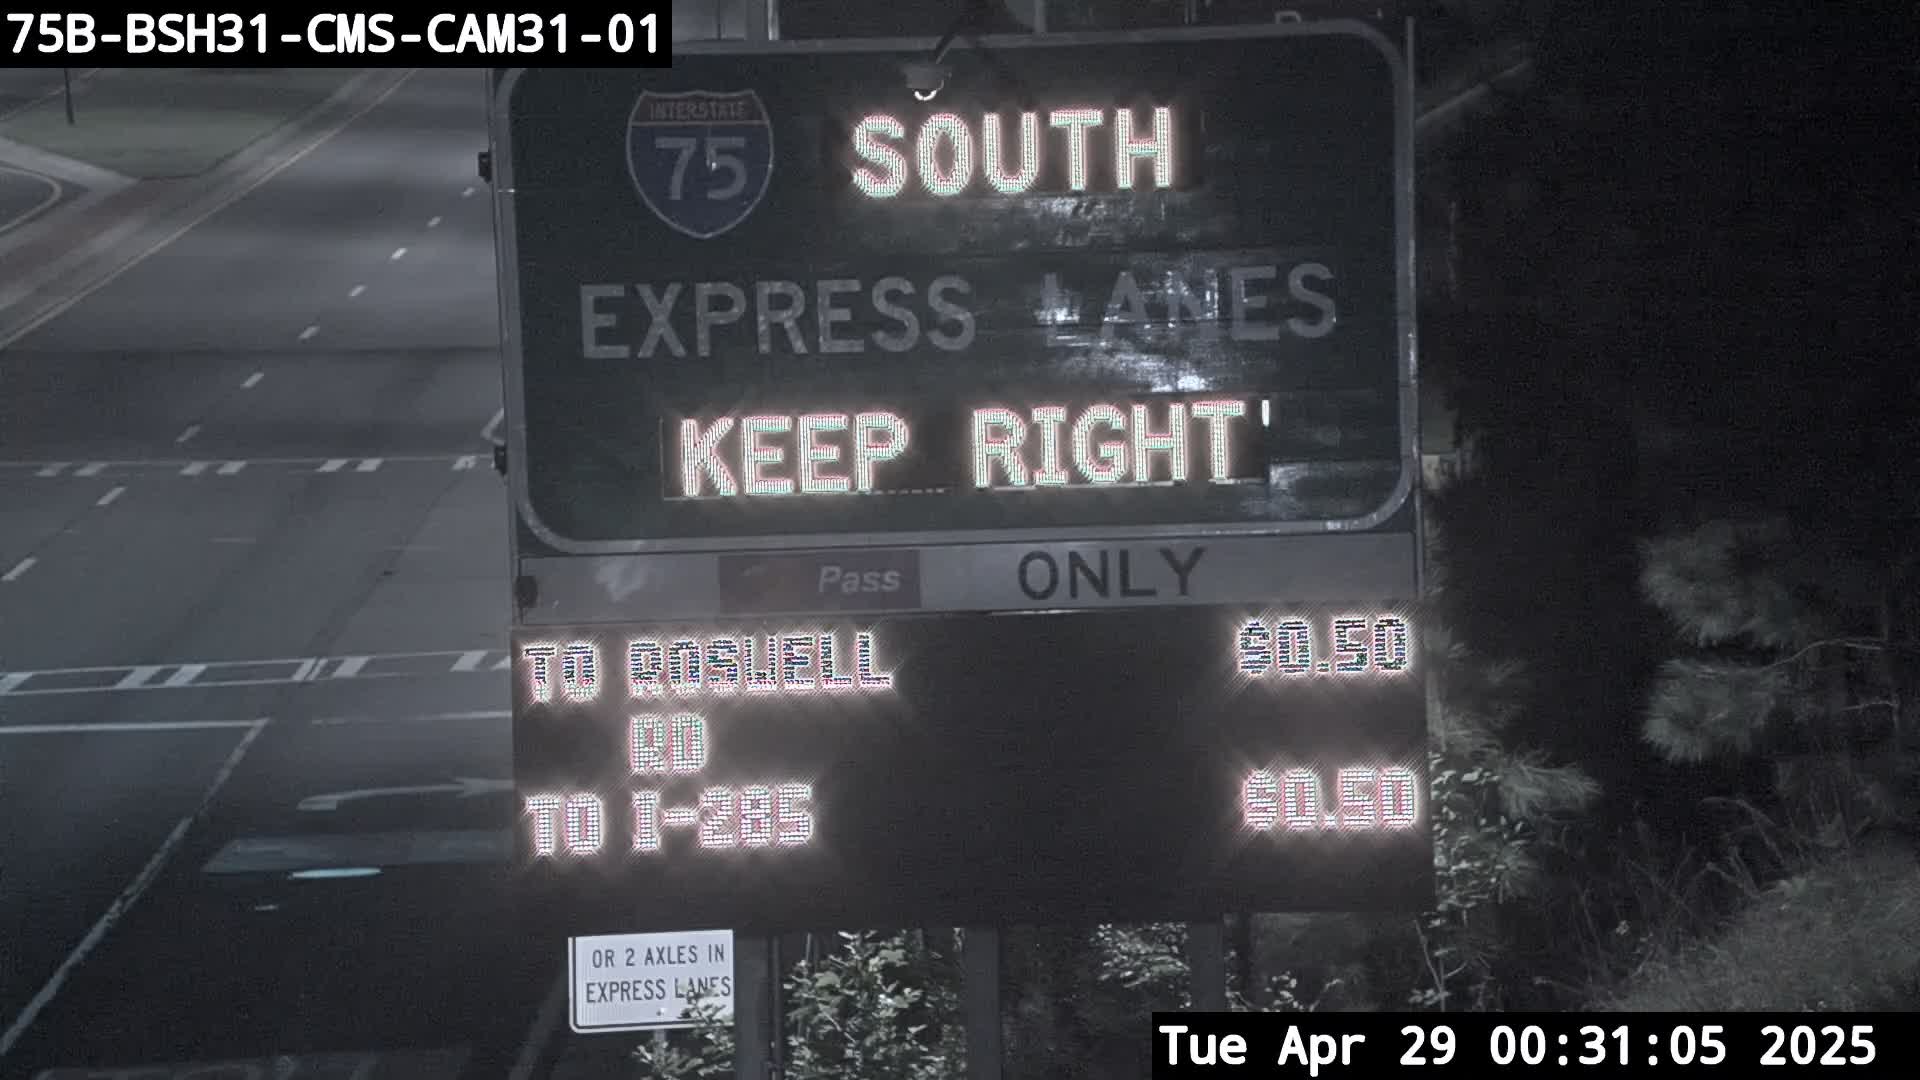 75B-BSH31-CMS-CAM31-01
INTERSTATE
75
SOUTH
EXPRESS LANES
KEEP RIGHT
Pass ONLY
TO ROSWELL $0.50
RD
TO I-285 $0.50
OR 2 AXLES IN
EXPRESS LANES
Tue Apr 29 00:31:05 2025